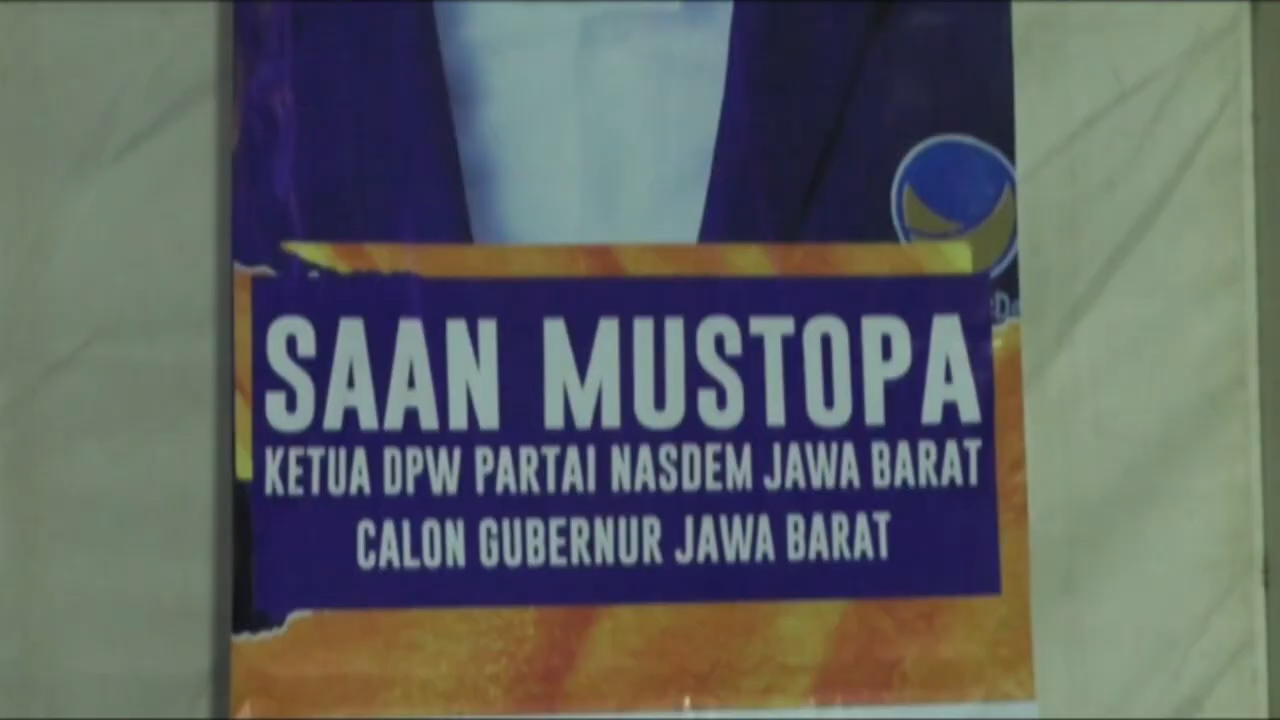 SAAN MUSTOPA
KETUA DPW PARTAI NASDEM JAWA BARAT
CALON GUBERNUR JAWA BARAT